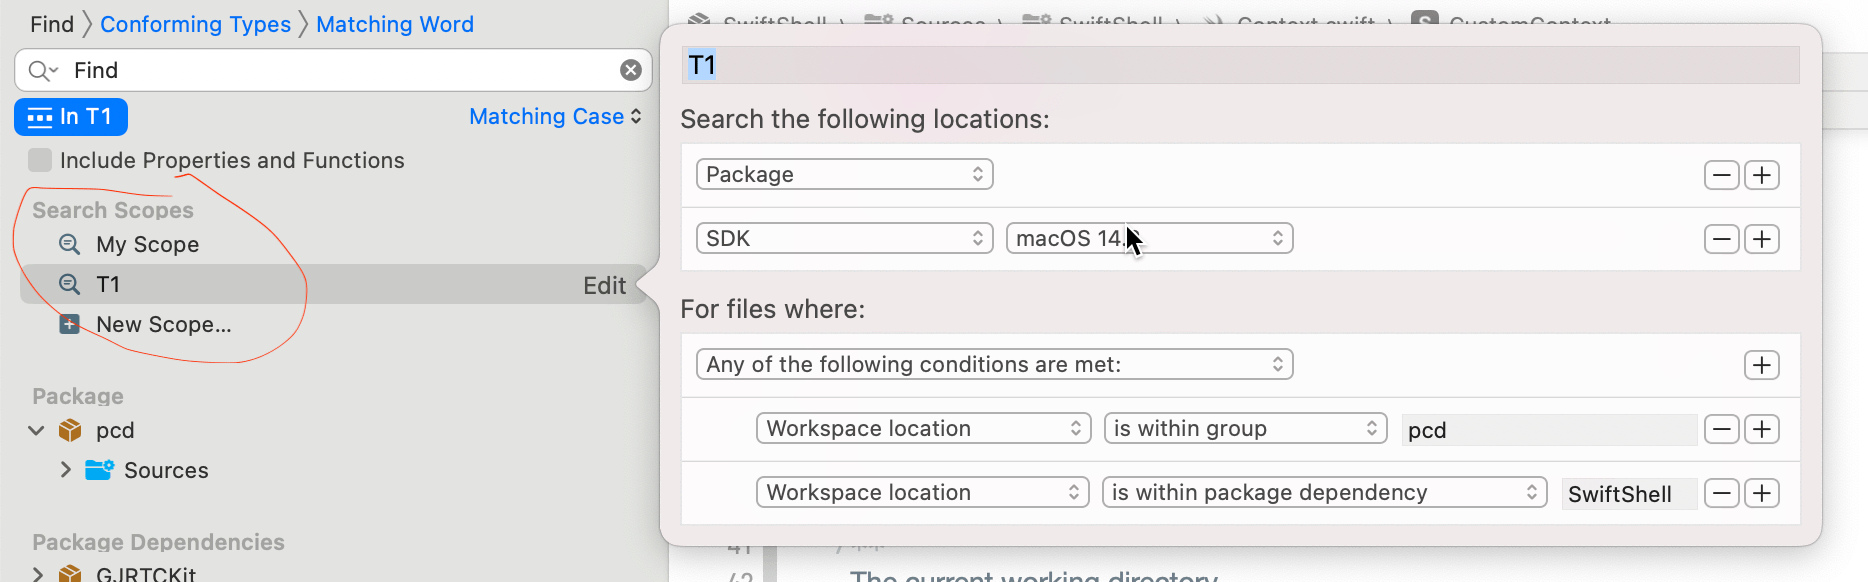 Find > Conforming Types > Matching Word
Find
In T1
Matching Case
Include Properties and Functions
Search Scopes
My Scope
T1
Edit
New Scope...
Package
pcd
Sources
Package Dependencies
GJRTCKit
SwiftShell
Sources
SwiftShell
Context.swift
CustomContext
T1
Search the following locations:
Package
SDK
macOS 14.
For files where:
Any of the following conditions are met:
Workspace location
is within group
pcd
Workspace location
is within package dependency
SwiftShell
41
/**
42
The current working directory